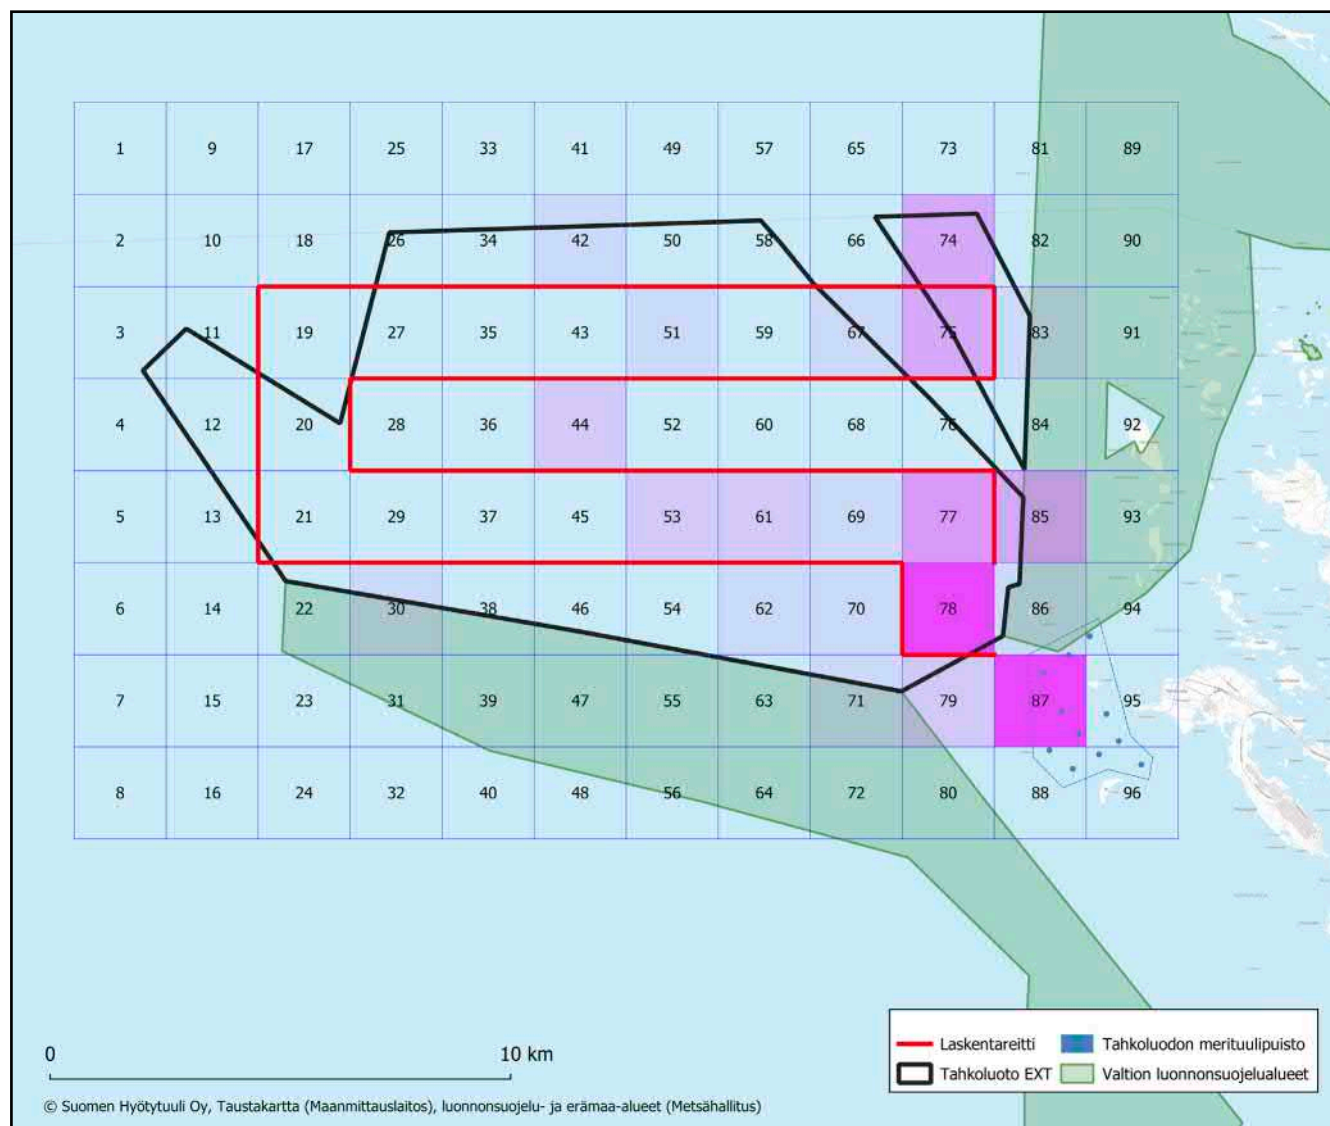 1 9 17 25 33 41 49 57 65 73 81 89
2 10 18 26 34 42 50 58 66 74 82 90
3 11 19 27 35 43 51 59 67 75 83 91
4 12 20 28 36 44 52 60 68 76 84 92
5 13 21 29 37 45 53 61 69 77 85 93
6 14 22 30 38 46 54 62 70 78 86 94
7 15 23 31 39 47 55 63 71 79 87 95
8 16 24 32 40 48 56 64 72 80 88 96
0 10 km
Laskentareitti Tahkoluodon merituulipuisto
Tahkoluoto EXT Valtion luonnonsuojelualueet
© Suomen Hyötytuuli Oy, Taustakartta (Maanmittauslaitos), luonnonsuojelu- ja erämaa-alueet (Metsähallitus)